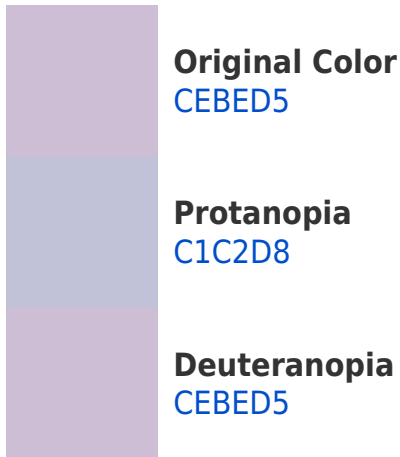 Original Color
CEBED5
Protanopia
C1C2D8
Deuteranopia
CEBED5